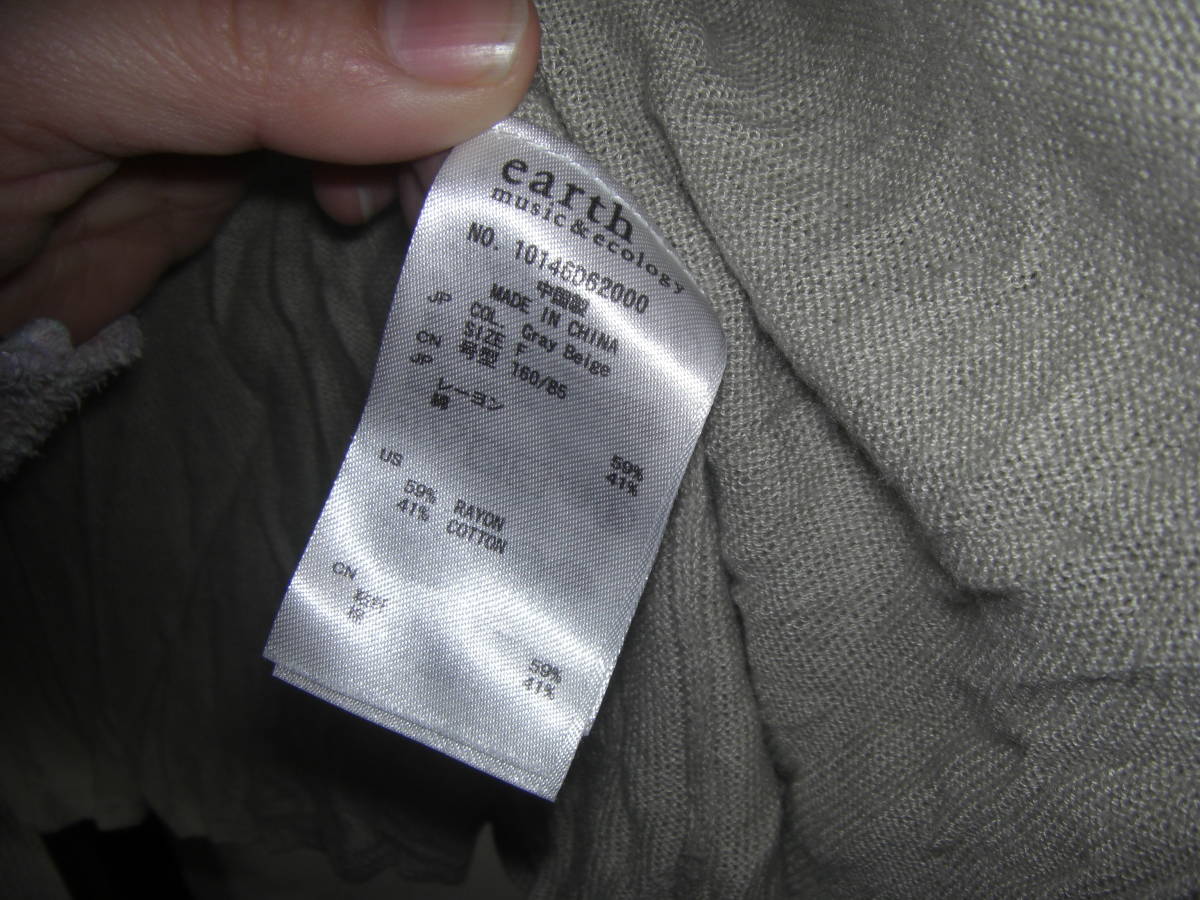 earth
music&ecology
NO. 10146D62000
中国製
MADE IN CHINA
COL. Gray Beige
JP SIZE F
CN 号型 160/85
JP
レーヨン 59%
綿 41%
US
59% RAYON
41% COTTON
CN
59%
41%